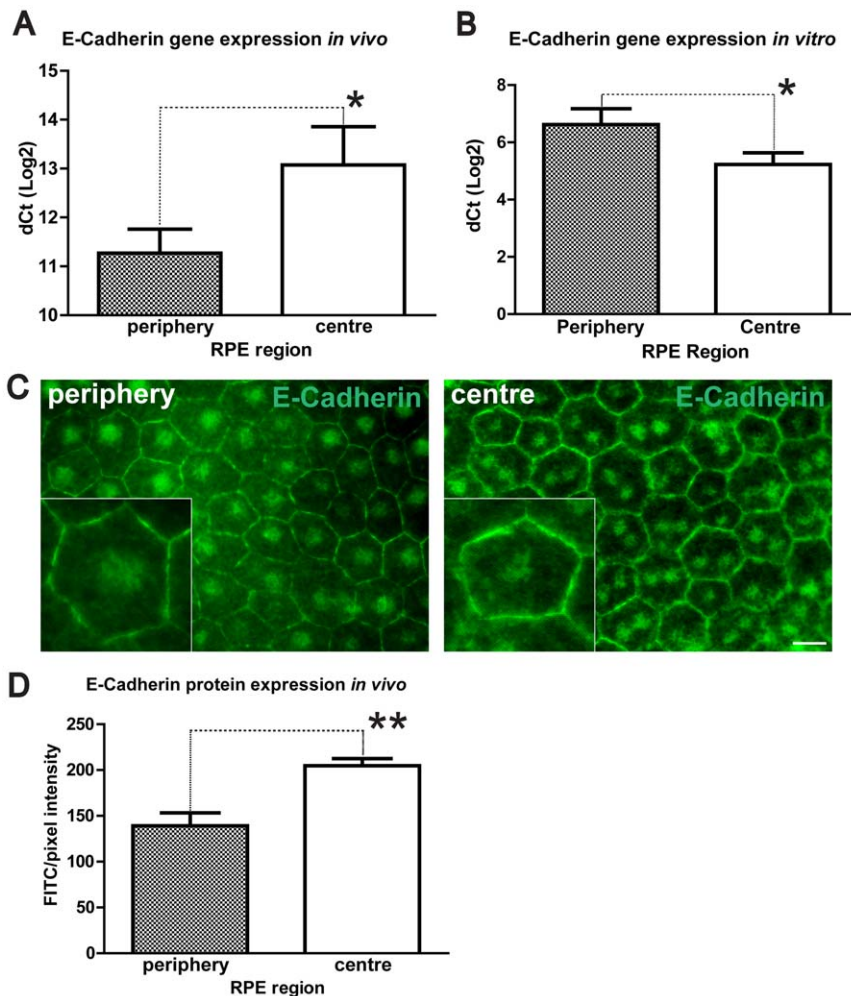 A
E-Cadherin gene expression in vivo
15
14
13
12
11
10
dCt (Log2)
*
periphery
centre
RPE region
B
E-Cadherin gene expression in vitro
8
6
4
2
0
dCt (Log2)
*
Periphery
Centre
RPE Region
C
periphery
E-Cadherin
centre
E-Cadherin
D
E-Cadherin protein expression in vivo
250
200
150
100
50
0
FITC/pixel intensity
**
periphery
centre
RPE region